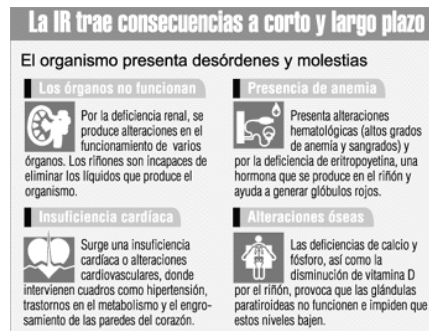 La IR trae consecuencias a corto y largo plazo
El organismo presenta desórdenes y molestias
Los órganos no funcionan
Por la deficiencia renal, se
produce alteraciones en el
funcionamiento de varios
órganos. Los riñones son incapaces de
eliminar los líquidos que produce el
organismo.
Presencia de anemia
Presenta alteraciones
hematológicas (altos grados
de anemia y sangrados) y
por la deficiencia de eritropoyetina, una
hormona que se produce en el riñón y
ayuda a generar glóbulos rojos.
Insuficiencia cardíaca
Surge una insuficiencia
cardíaca o alteraciones
cardiovasculares, donde
intervienen cuadros como hipertensión,
trastornos en el metabolismo y el engro-
samiento de las paredes del corazón.
Alteraciones óseas
Las deficiencias de calcio y
fósforo, así como la
disminución de vitamina D
por el riñón, provoca que las glándulas
paratiroideas no funcionen e impiden que
estos niveles bajen.